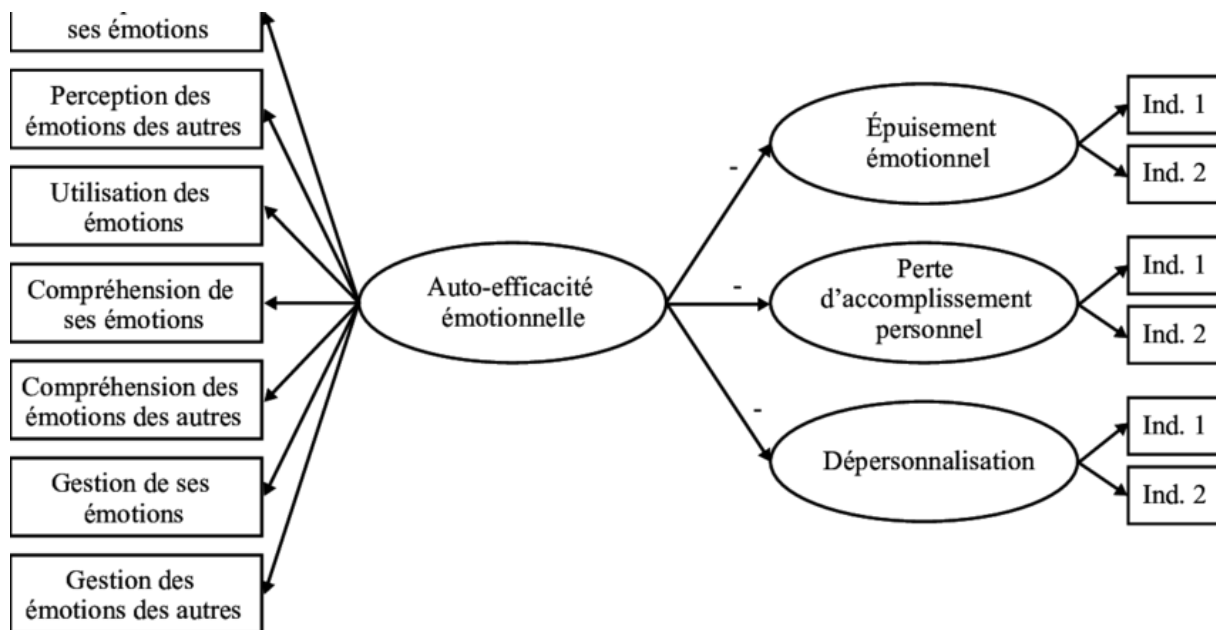 ses émotions
Perception des
émotions des autres
Utilisation des
émotions
Compréhension de
ses émotions
Compréhension des
émotions des autres
Gestion de ses
émotions
Gestion des
émotions des autres
Auto-efficacité
émotionnelle
-
-
-
Épuisement
émotionnel
Perte
d’accomplissement
personnel
Dépersonnalisation
Ind. 1
Ind. 2
Ind. 1
Ind. 2
Ind. 1
Ind. 2